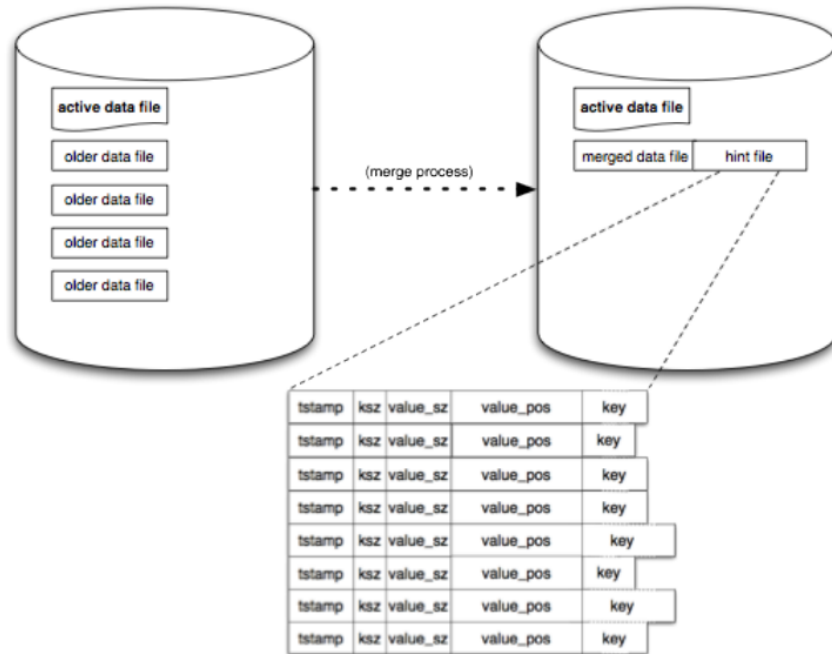 active data file
older data file
older data file
older data file
older data file
(merge process)
active data file
merged data file hint file
tstamp ksz value_sz value_pos key
tstamp ksz value_sz value_pos key
tstamp ksz value_sz value_pos key
tstamp ksz value_sz value_pos key
tstamp ksz value_sz value_pos key
tstamp ksz value_sz value_pos key
tstamp ksz value_sz value_pos key
tstamp ksz value_sz value_pos key